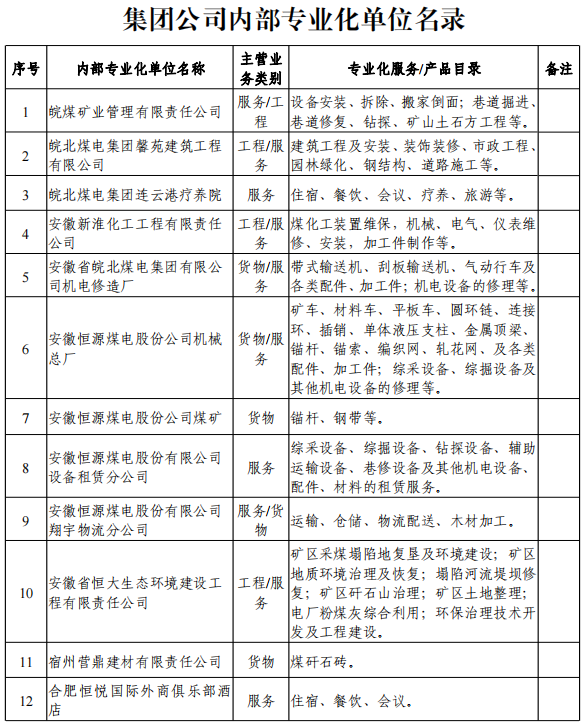 集团公司内部专业化单位名录
序号 内部专业化单位名称 主营业务类别 专业化服务/产品目录 备注
1 皖煤矿业管理有限责任公司 服务/工程 设备安装、拆除、搬家倒面；巷道掘进、
巷道修复、钻探、矿山土石方工程等。
2 皖北煤电集团馨苑建筑工程有限公司 工程/服务 建筑工程及安装、装饰装修、市政工程、
园林绿化、钢结构、道路施工等。
3 皖北煤电集团连云港疗养院 服务 住宿、餐饮、会议、疗养、旅游等。
4 安徽新淮化工工程有限责任公司 工程/服务 煤化工装置维保，机械、电气、仪表维
修、安装，加工件制作等。
5 安徽省皖北煤电集团有限公司机电修造厂 货物/服务 带式输送机、刮板输送机、气动行车及
各类配件、加工件；机电设备的修理等。
6 安徽恒源煤电股份公司机械总厂 货物/服务 矿车、材料车、平板车、圆环链、连接
环、插销、单体液压支柱、金属顶梁、
锚杆、锚索、编织网、轧花网、及各类
配件、加工件；综采设备、综掘设备及
其他机电设备的修理等。
7 安徽恒源煤电股份公司煤矿 货物 锚杆、钢带等。
8 安徽恒源煤电股份有限公司设备租赁分公司 服务 综采设备、综掘设备、钻探设备、辅助
运输设备、巷修设备及其他机电设备、
配件、材料的租赁服务。
9 安徽恒源煤电股份有限公司翔宇物流分公司 服务/货物 运输、仓储、物流配送、木材加工。
10 安徽省恒大生态环境建设工程有限责任公司 工程/服务 矿区采煤塌陷地复垦及环境建设；矿区
地质环境治理及恢复；塌陷河流堤坝修
复；矿区矸石山治理；矿区土地整理；
电厂粉煤灰综合利用；环保治理技术开
发及工程建设。
11 宿州营鼎建材有限责任公司 货物 煤矸石砖。
12 合肥恒悦国际外商俱乐部酒店 服务 住宿、餐饮、会议。